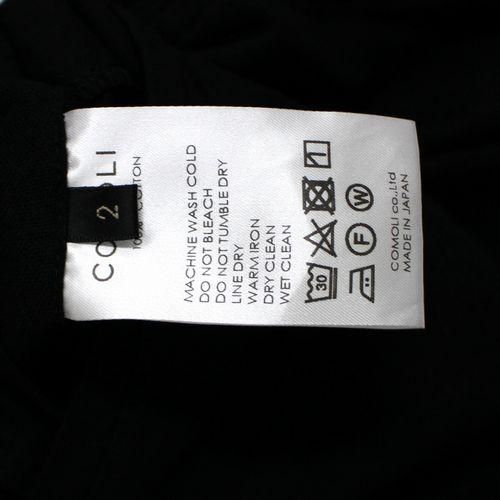 COMOLI
2
100% COTTON
MACHINE WASH COLD
DO NOT BLEACH
DO NOT TUMBLE DRY
LINE DRY
WARM IRON
DRY CLEAN
WET CLEAN
30
F W
COMOLI co.,Ltd
MADE IN JAPAN